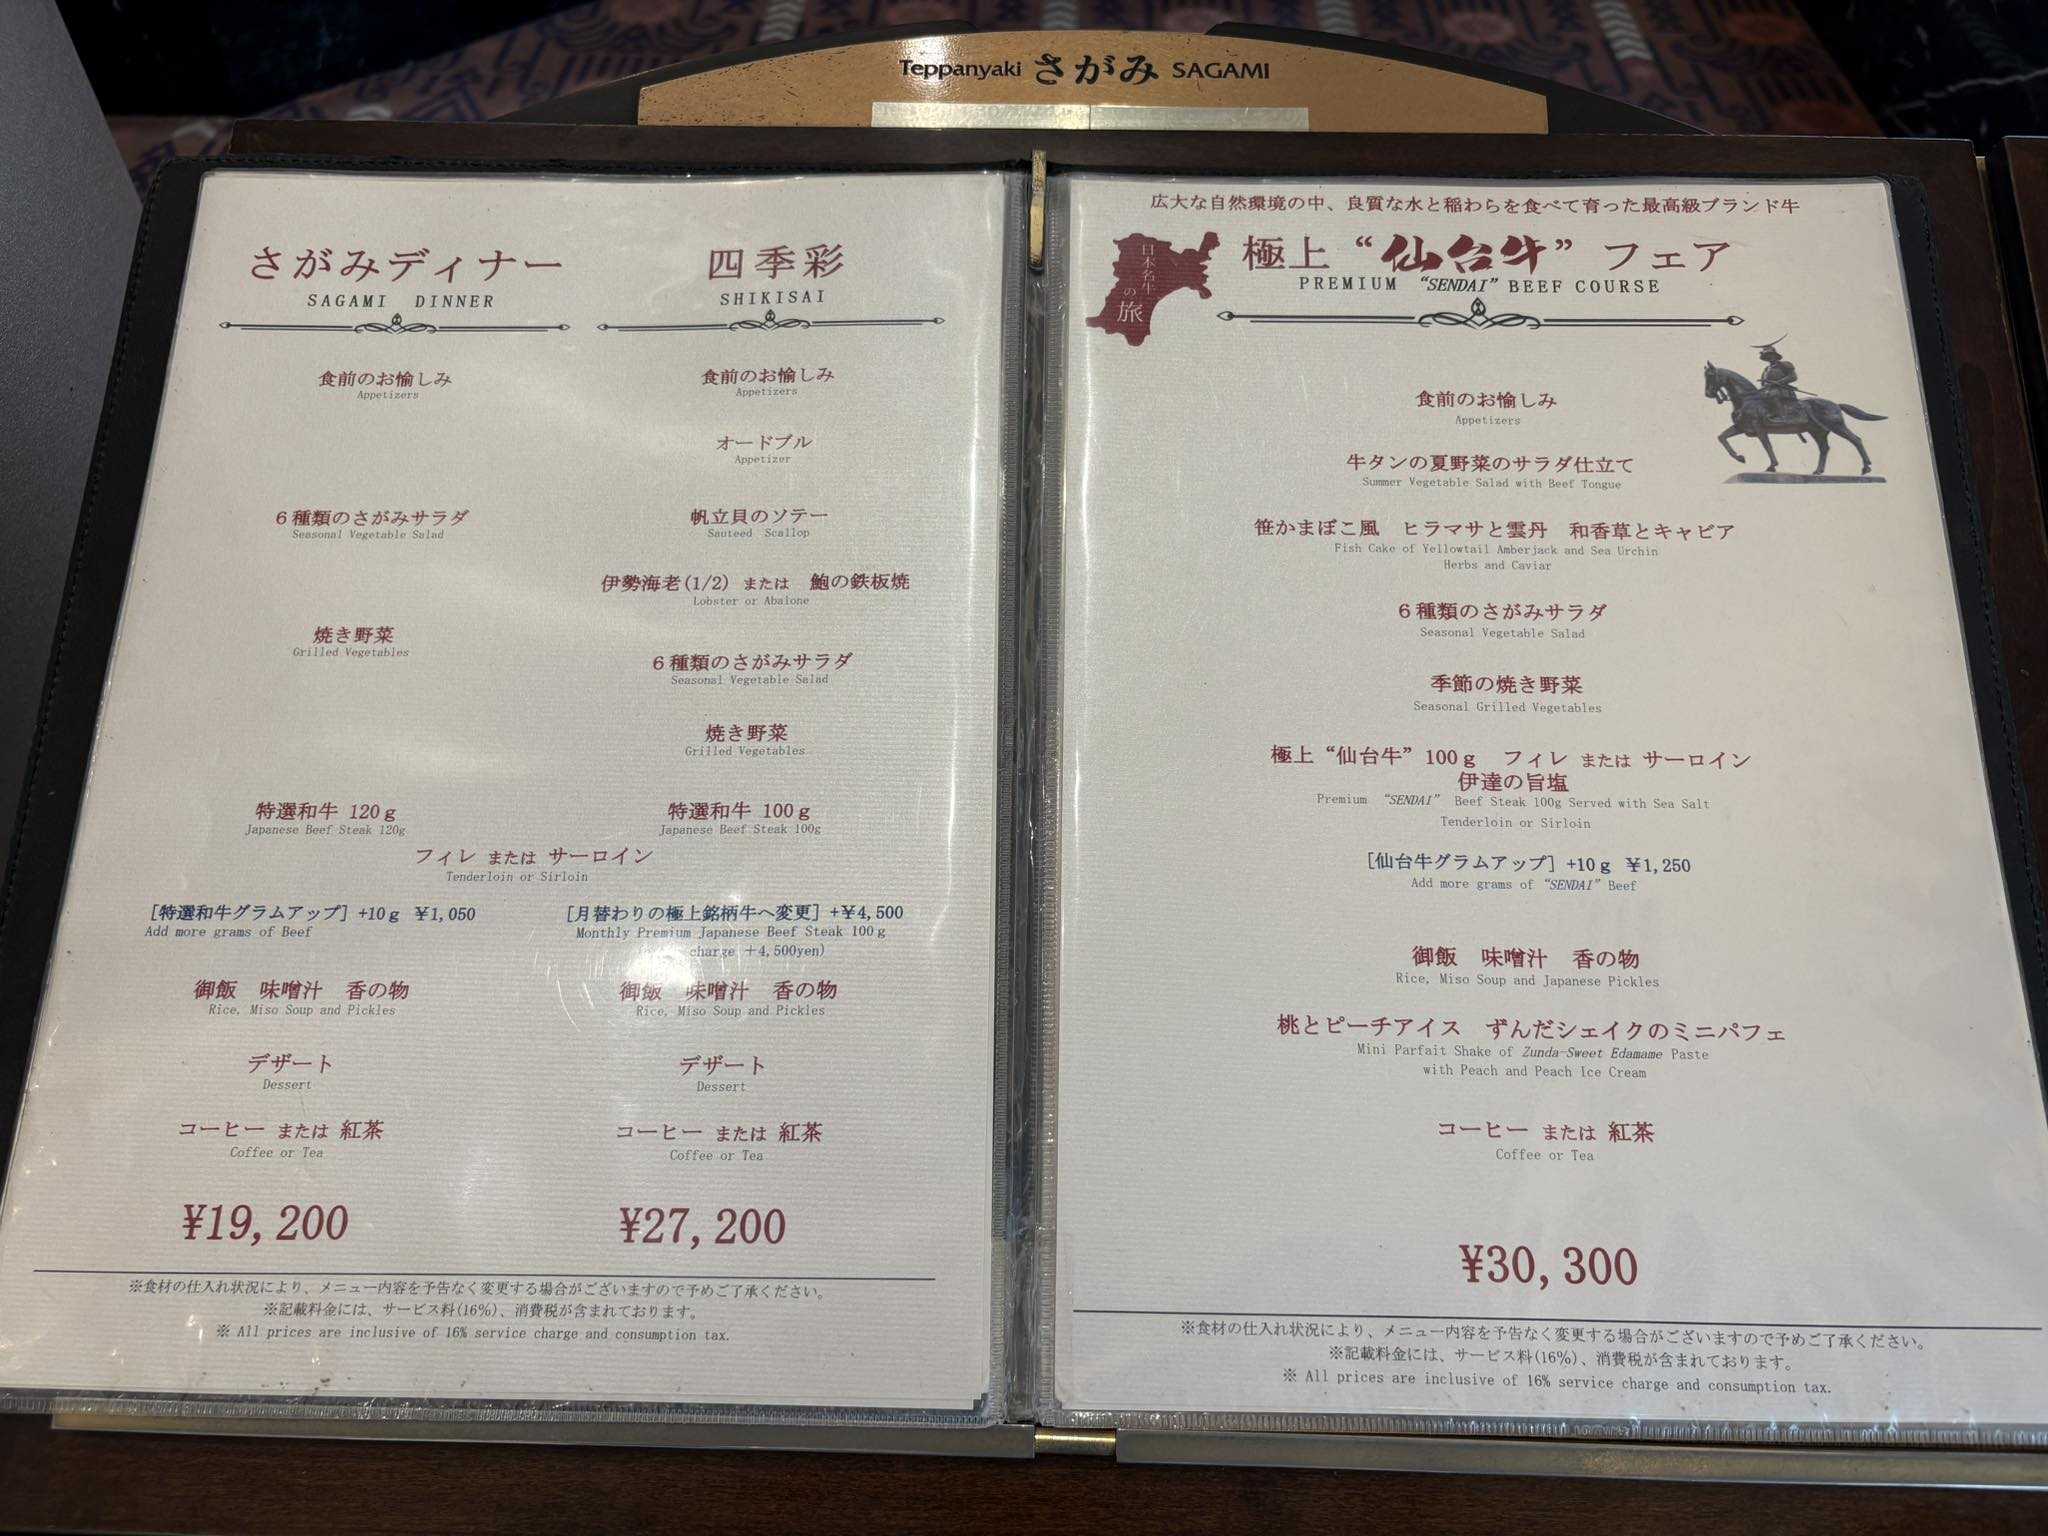 Teppanyaki さがみ SAGAMI
さがみディナー
SAGAMI DINNER
食前のお愉しみ
Appetizers
6種類のさがみサラダ
Seasonal Vegetable Salad
焼き野菜
Grilled Vegetables
特選和牛 120g
Japanese Beef Steak 120g
四季彩
SHIKISAI
食前のお愉しみ
Appetizers
オードブル
Appetizer
帆立貝のソテー
Sauteed Scallop
伊勢海老(1/2) または 鮑の鉄板焼
Lobster or Abalone
6種類のさがみサラダ
Seasonal Vegetable Salad
焼き野菜
Grilled Vegetables
特選和牛 100g
Japanese Beef Steak 100g
フィレ または サーロイン
Tenderloin or Sirloin
[特選和牛グラムアップ] +10g ¥1,050
Add more grams of Beef
御飯 味噌汁 香の物
Rice, Miso Soup and Pickles
デザート
Dessert
コーヒー または 紅茶
Coffee or Tea
¥19,200
[月替わりの極上銘柄牛へ変更] +¥4,500
Monthly Premium Japanese Beef Steak 100g
charge +4,500yen)
御飯 味噌汁 香の物
Rice, Miso Soup and Pickles
デザート
Dessert
コーヒー または 紅茶
Coffee or Tea
¥27,200
※食材の仕入れ状況により、メニュー内容を予告なく変更する場合がございますので予めご了承ください。
※記載料金には、サービス料(16%)、消費税が含まれております。
※ All prices are inclusive of 16% service charge and consumption tax.
広大な自然環境の中、良質な水と稲わらを食べて育った最高級ブランド牛
日本名牛の旅
極上“仙台牛”フェア
PREMIUM “SENDAI” BEEF COURSE
食前のお愉しみ
Appetizers
牛タンの夏野菜のサラダ仕立て
Summer Vegetable Salad with Beef Tongue
笹かまぼこ風 ヒラマサと雲丹 和香草とキャビア
Fish Cake of Yellowtail Amberjack and Sea Urchin
Herbs and Caviar
6種類のさがみサラダ
Seasonal Vegetable Salad
季節の焼き野菜
Seasonal Grilled Vegetables
極上“仙台牛”100g フィレ または サーロイン
伊達の旨塩
Premium “SENDAI” Beef Steak 100g Served with Sea Salt
Tenderloin or Sirloin
[仙台牛グラムアップ] +10g ¥1,250
Add more grams of “SENDAI” Beef
御飯 味噌汁 香の物
Rice, Miso Soup and Japanese Pickles
桃とピーチアイス ずんだシェイクのミニパフェ
Mini Parfait Shake of Zunda-Sweet Edamame Paste
with Peach and Peach Ice Cream
コーヒー または 紅茶
Coffee or Tea
¥30,300
※食材の仕入れ状況により、メニュー内容を予告なく変更する場合がございますので予めご了承ください。
※記載料金には、サービス料(16%)、消費税が含まれております。
※ All prices are inclusive of 16% service charge and consumption tax.